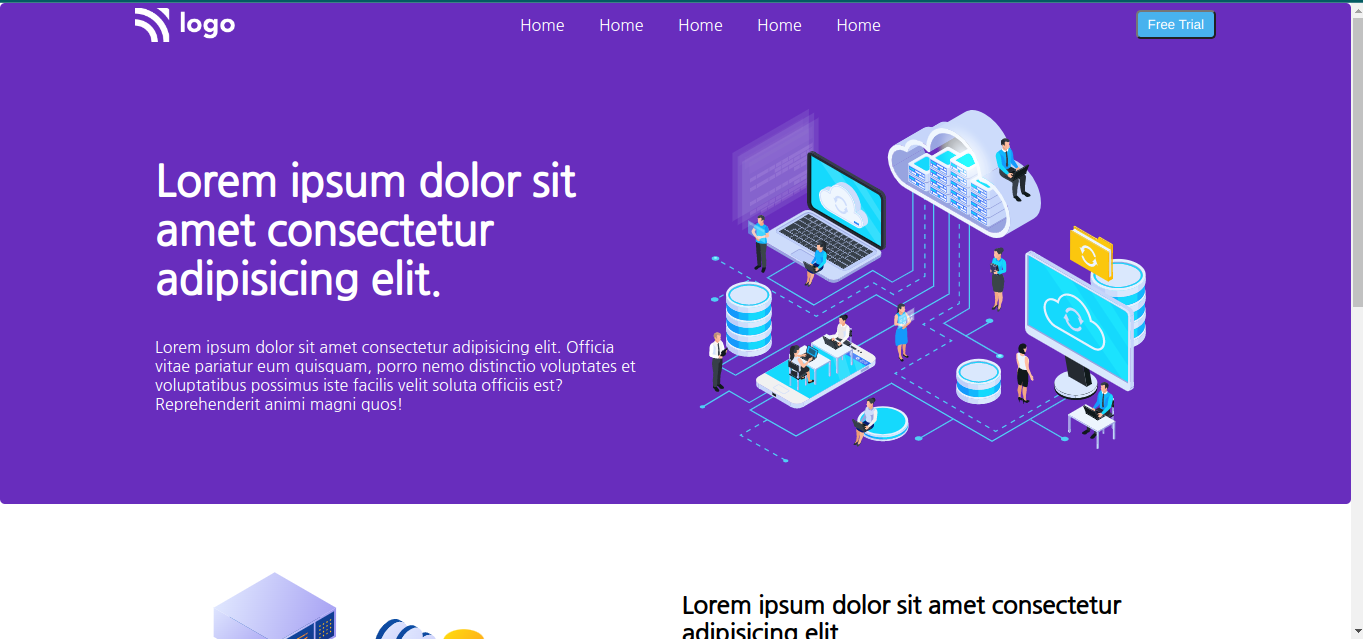 logo
Home Home Home Home Home
Free Trial
Lorem ipsum dolor sit
amet consectetur
adipisicing elit.
Lorem ipsum dolor sit amet consectetur adipisicing elit. Officia
vitae pariatur eum quisquam, porro nemo distinctio voluptates et
voluptatibus possimus iste facilis velit soluta officiis est?
Reprehenderit animi magni quos!
Lorem ipsum dolor sit amet consectetur
adipisicing elit